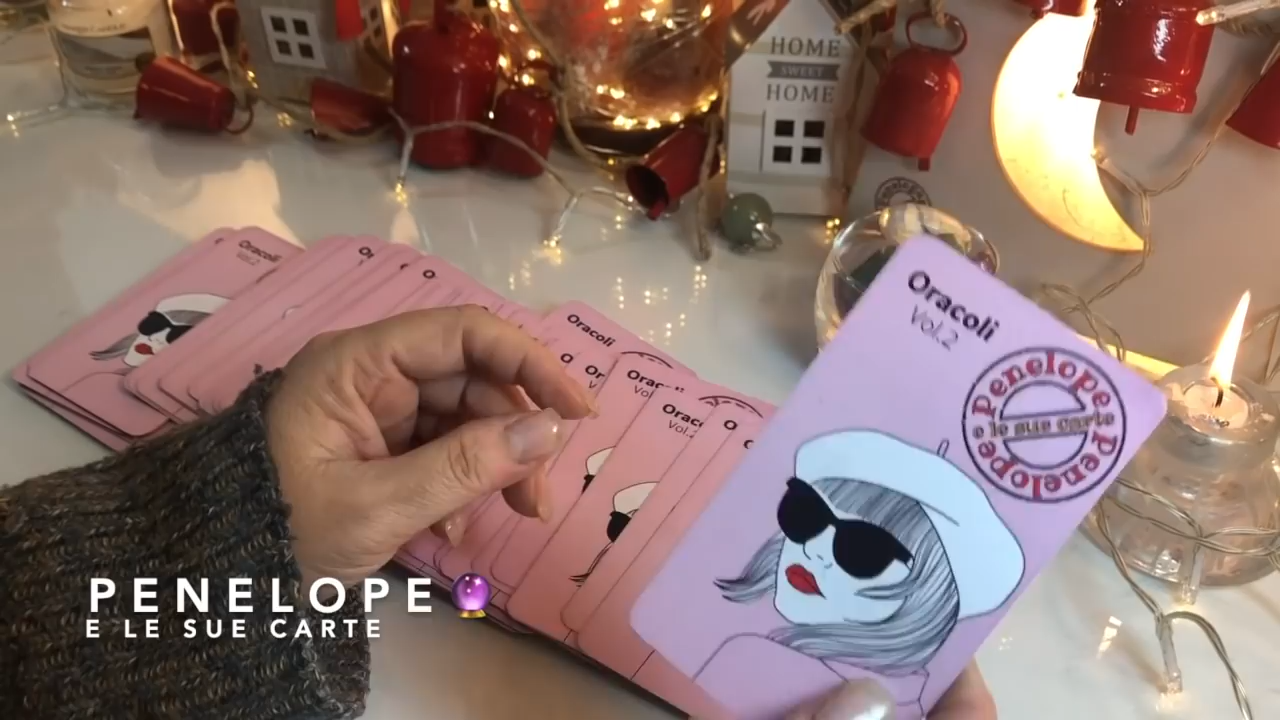 HOME
SWEET
HOME
Oracoli
Vol.2
Oracoli
Vol.2
Penelope
e le sue carte
Penelope
Oracoli
PENELOPE
E LE SUE CARTE